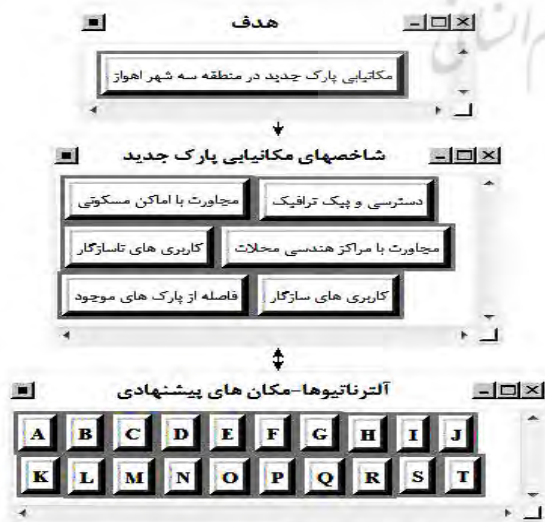 هدف
مکانیابی پارک جدید در منطقه سه شهر اهواز
شاخصهای مکانیابی پارک جدید
دسترسی و پیک ترافیک مجاورت با اماکن مسکونی
مجاورت با مراکز هندسی محلات کاربری های ناسازگار
کاربری های سازگار فاصله از پارک های موجود
آلترناتیوها-مکان های پیشنهادی
A B C D E F G H I J
K L M N O P Q R S T